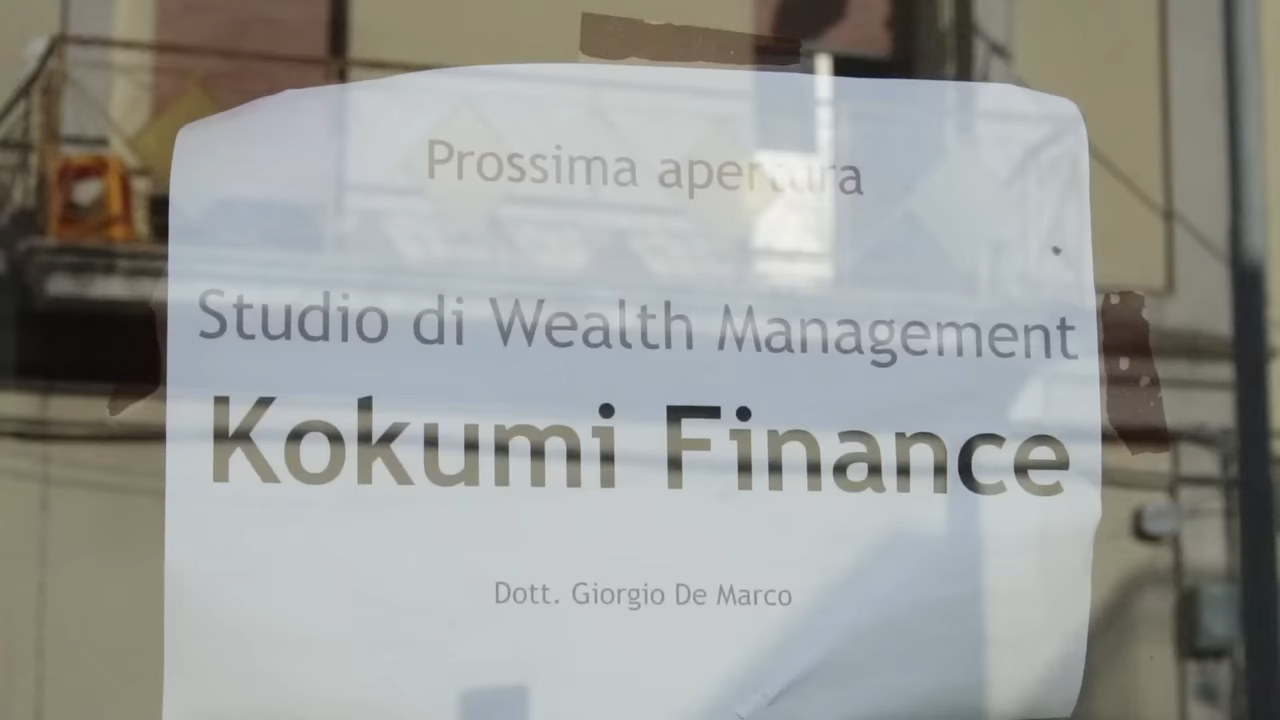 Prossima apertura
Studio di Wealth Management
Kokumi Finance
Dott. Giorgio De Marco